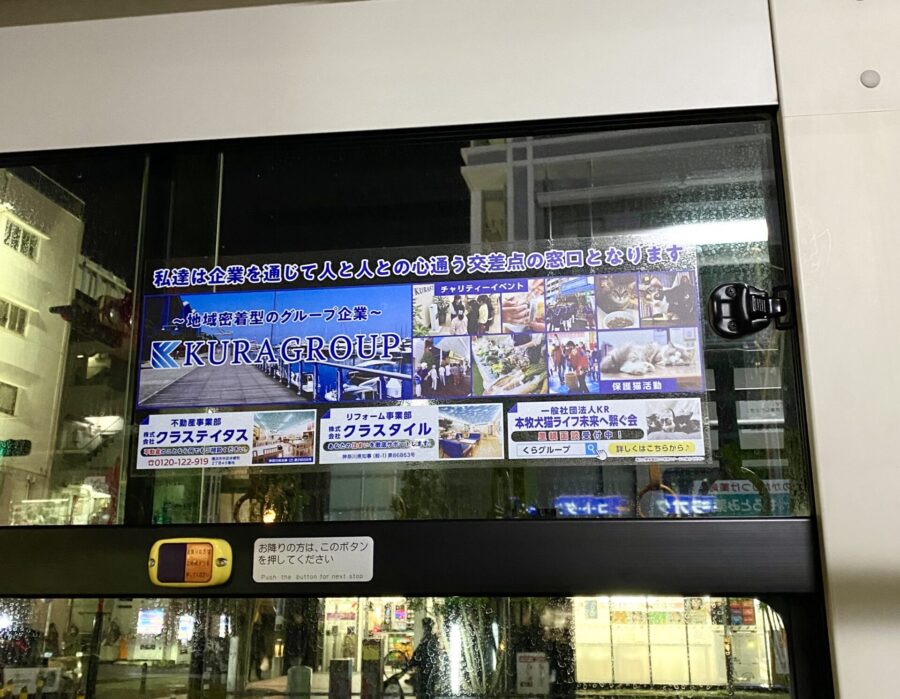 私達は企業を通じて人と人との心通う交差点の窓口となります
～地域密着型のグループ企業～
KURAGROUP
チャリティーイベント
保護猫活動
不動産事業部
株式会社
クラステイタス
0120-122-919
リフォーム事業部
株式会社
クラスタイル
一般社団法人KR
本牧犬猫ライフ未来へ繋ぐ会
里親面談 受付中！
くらグループ
詳しくはこちらから♪
お降りの方は、このボタン
を押してください
Push the button for next stop